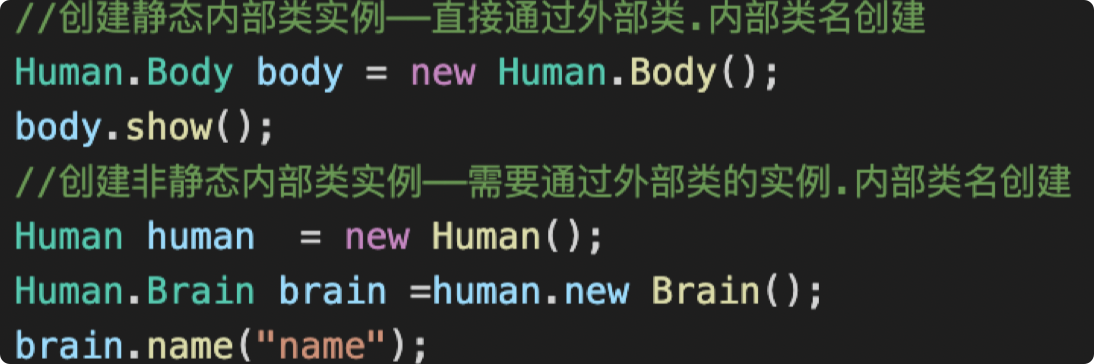 //创建静态内部类实例——直接通过外部类.内部类名创建
Human.Body body = new Human.Body();
body.show();
//创建非静态内部类实例——需要通过外部类的实例.内部类名创建
Human human  = new Human();
Human.Brain brain =human.new Brain();
brain.name("name");